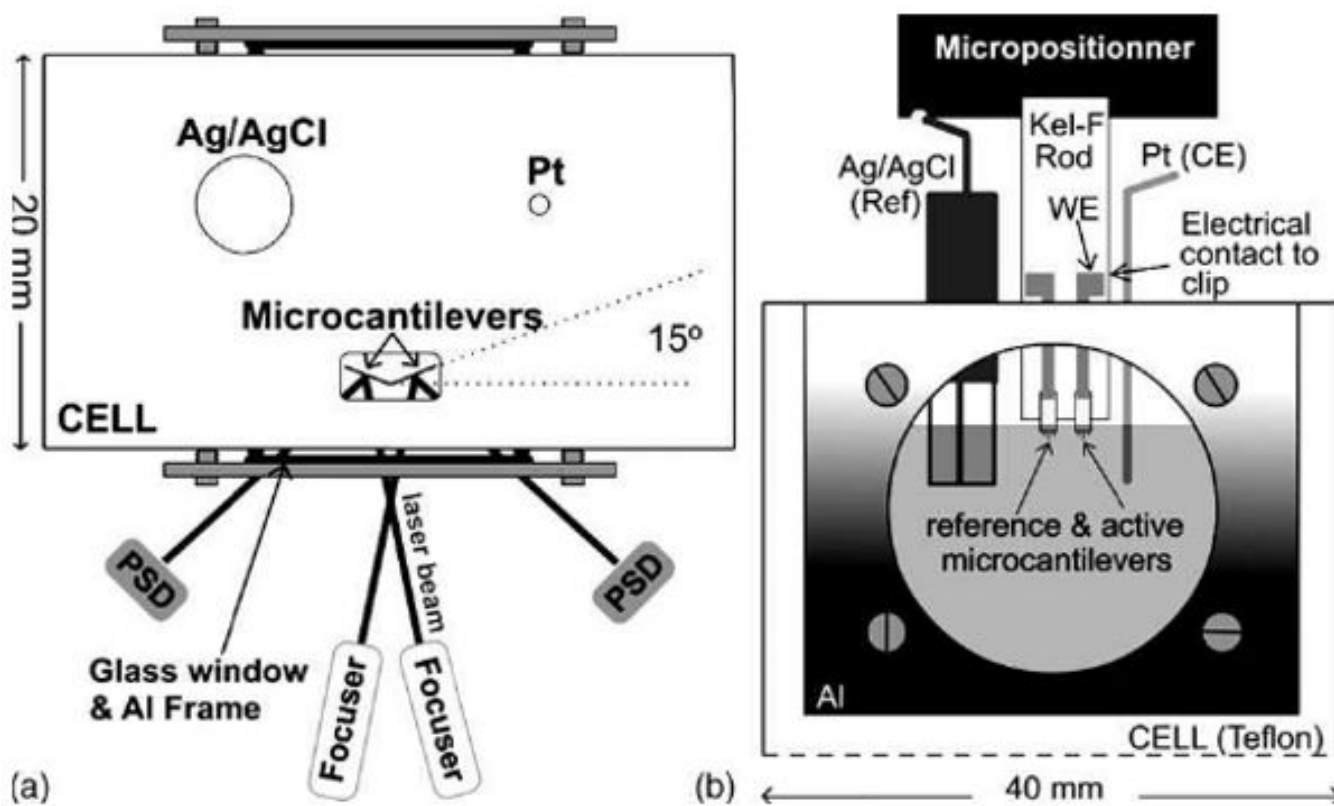 Ag/AgCl
Pt
20 mm
Microcantilevers
15º
CELL
PSD
laser beam
PSD
Glass window
& Al Frame
Focuser
Focuser
(a)
Micropositionner
Kel-F
Rod
Ag/AgCl
(Ref)
Pt (CE)
WE
Electrical
contact to
clip
reference & active
microcantilevers
Al
CELL (Teflon)
(b)
40 mm